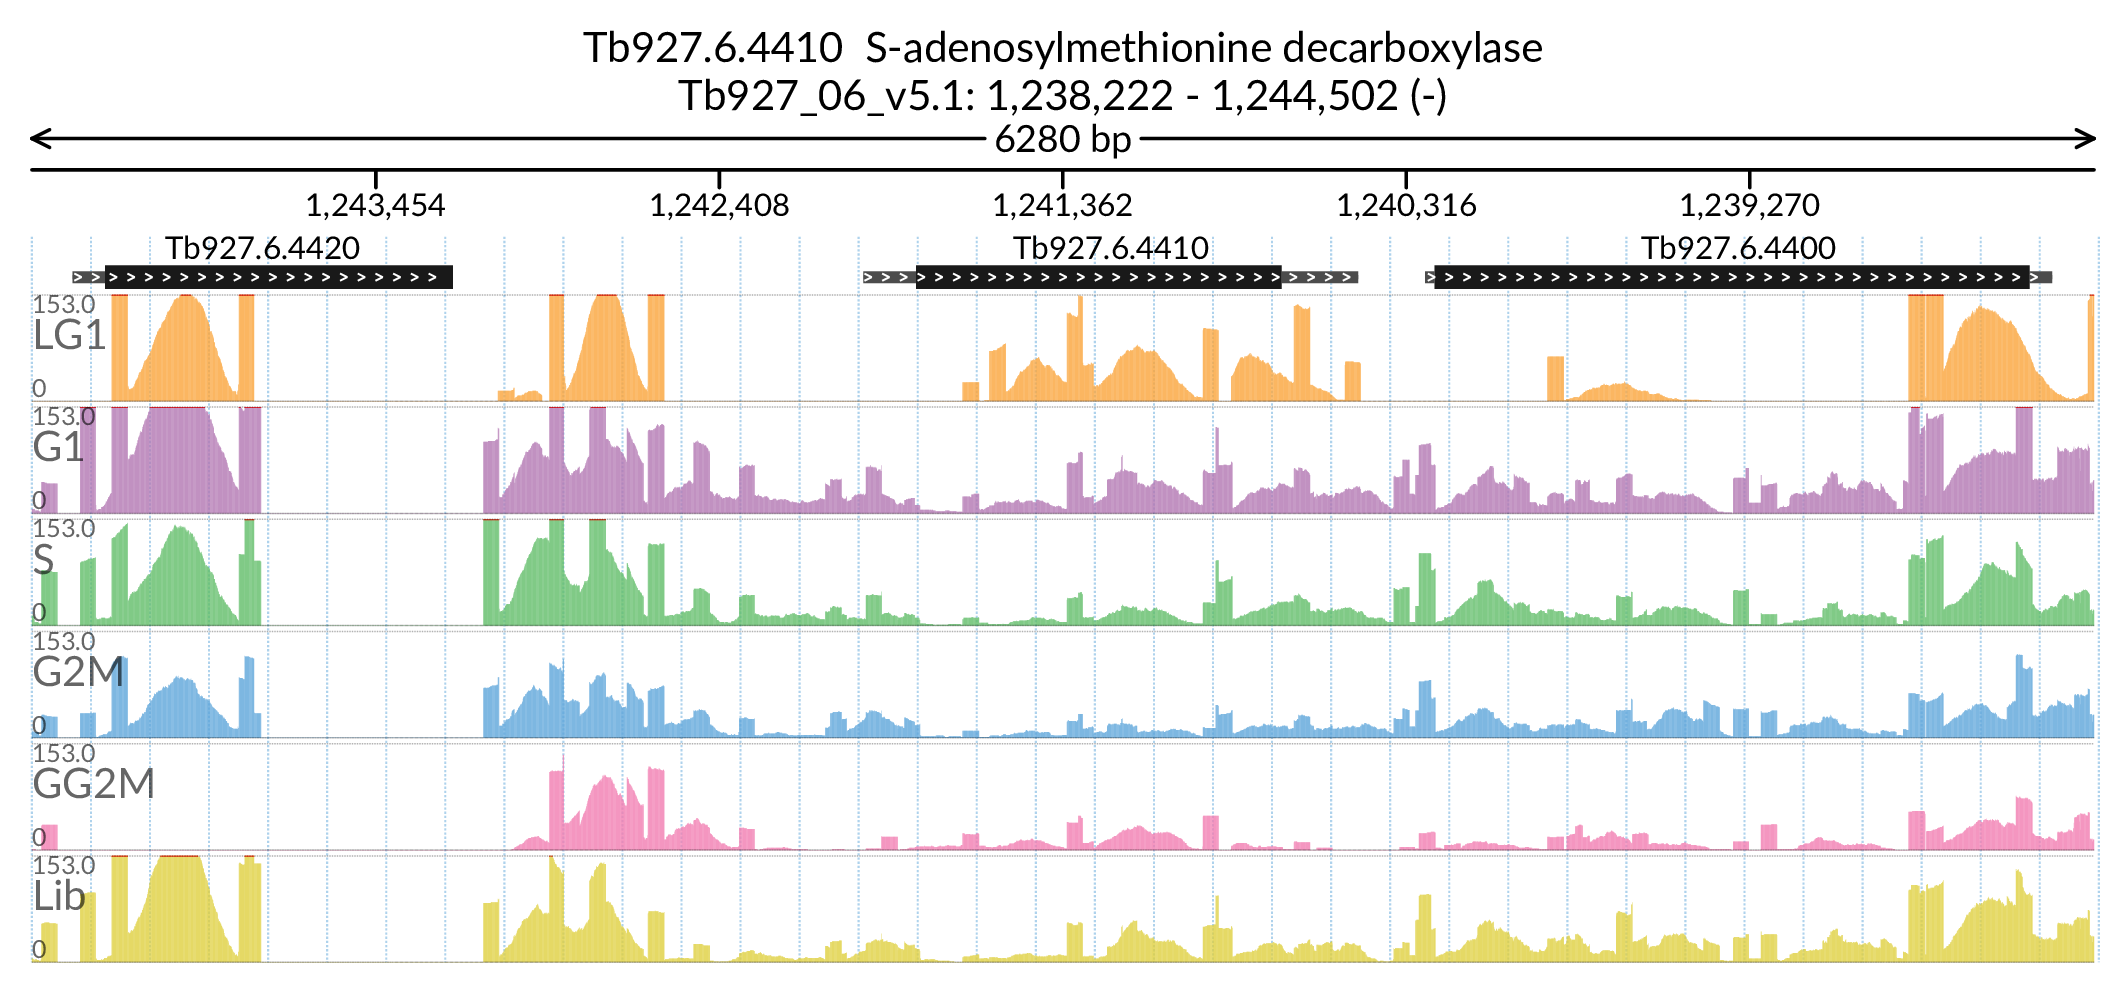 Tb927.6.4410  S-adenosylmethionine decarboxylase
Tb927_06_v5.1: 1,238,222 - 1,244,502 (-)
6280 bp
1,243,454 1,242,408 1,241,362 1,240,316 1,239,270
Tb927.6.4420 Tb927.6.4410 Tb927.6.4400
153.0
LG1
0
153.0
G1
0
153.0
S
0
153.0
G2M
0
153.0
GG2M
0
153.0
Lib
0